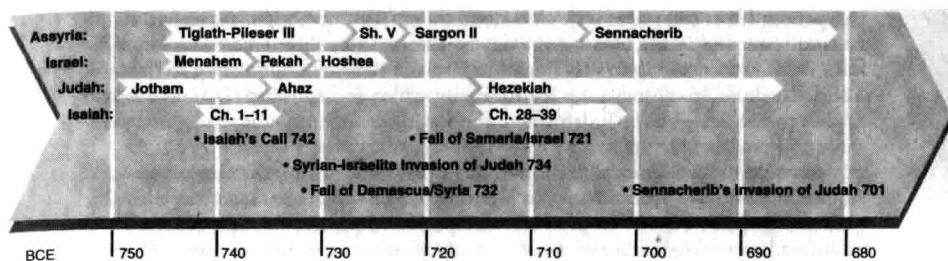 Assyria: Tiglath-Pileser III Sh. V Sargon II Sennacherib
Israel: Menahem Pekah Hoshea
Judah: Jotham Ahaz Hezekiah
Isaiah: Ch. 1–11 Ch. 28–39
• Isaiah's Call 742 • Fall of Samaria/Israel 721
• Syrian-Israelite Invasion of Judah 734
• Fall of Damascus/Syria 732 • Sennacherib's Invasion of Judah 701
BCE 750 740 730 720 710 700 690 680